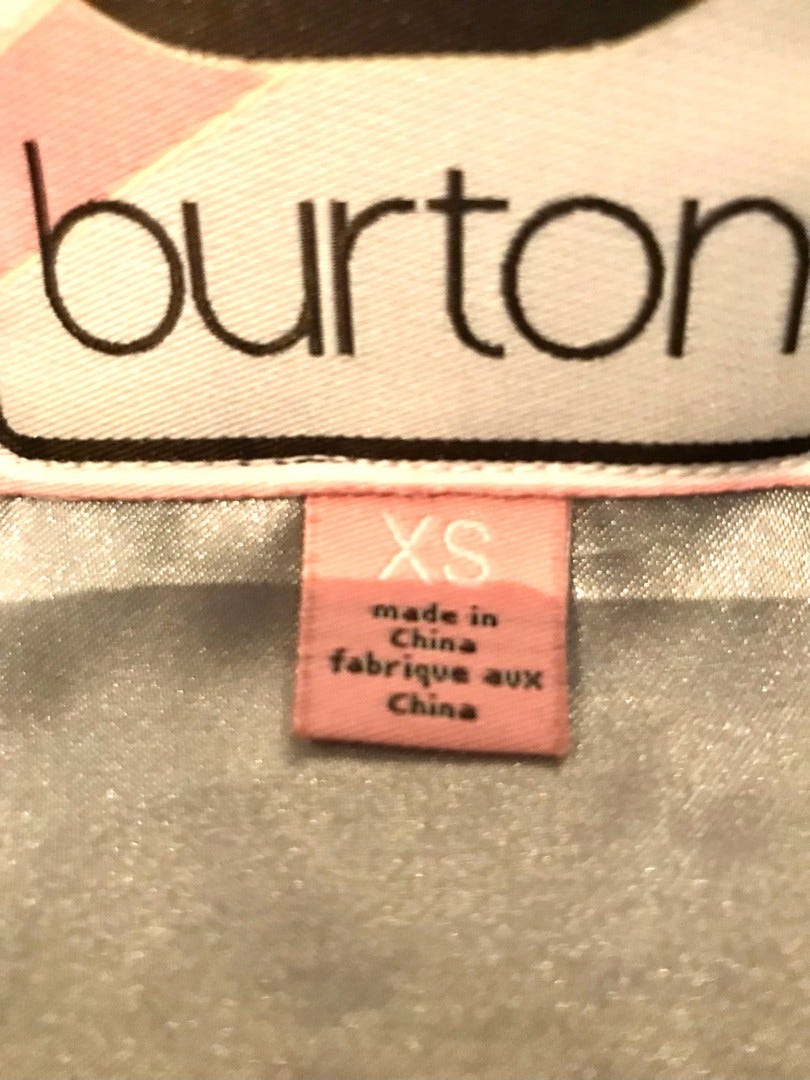 burton
XS
made in
China
fabrique aux
China